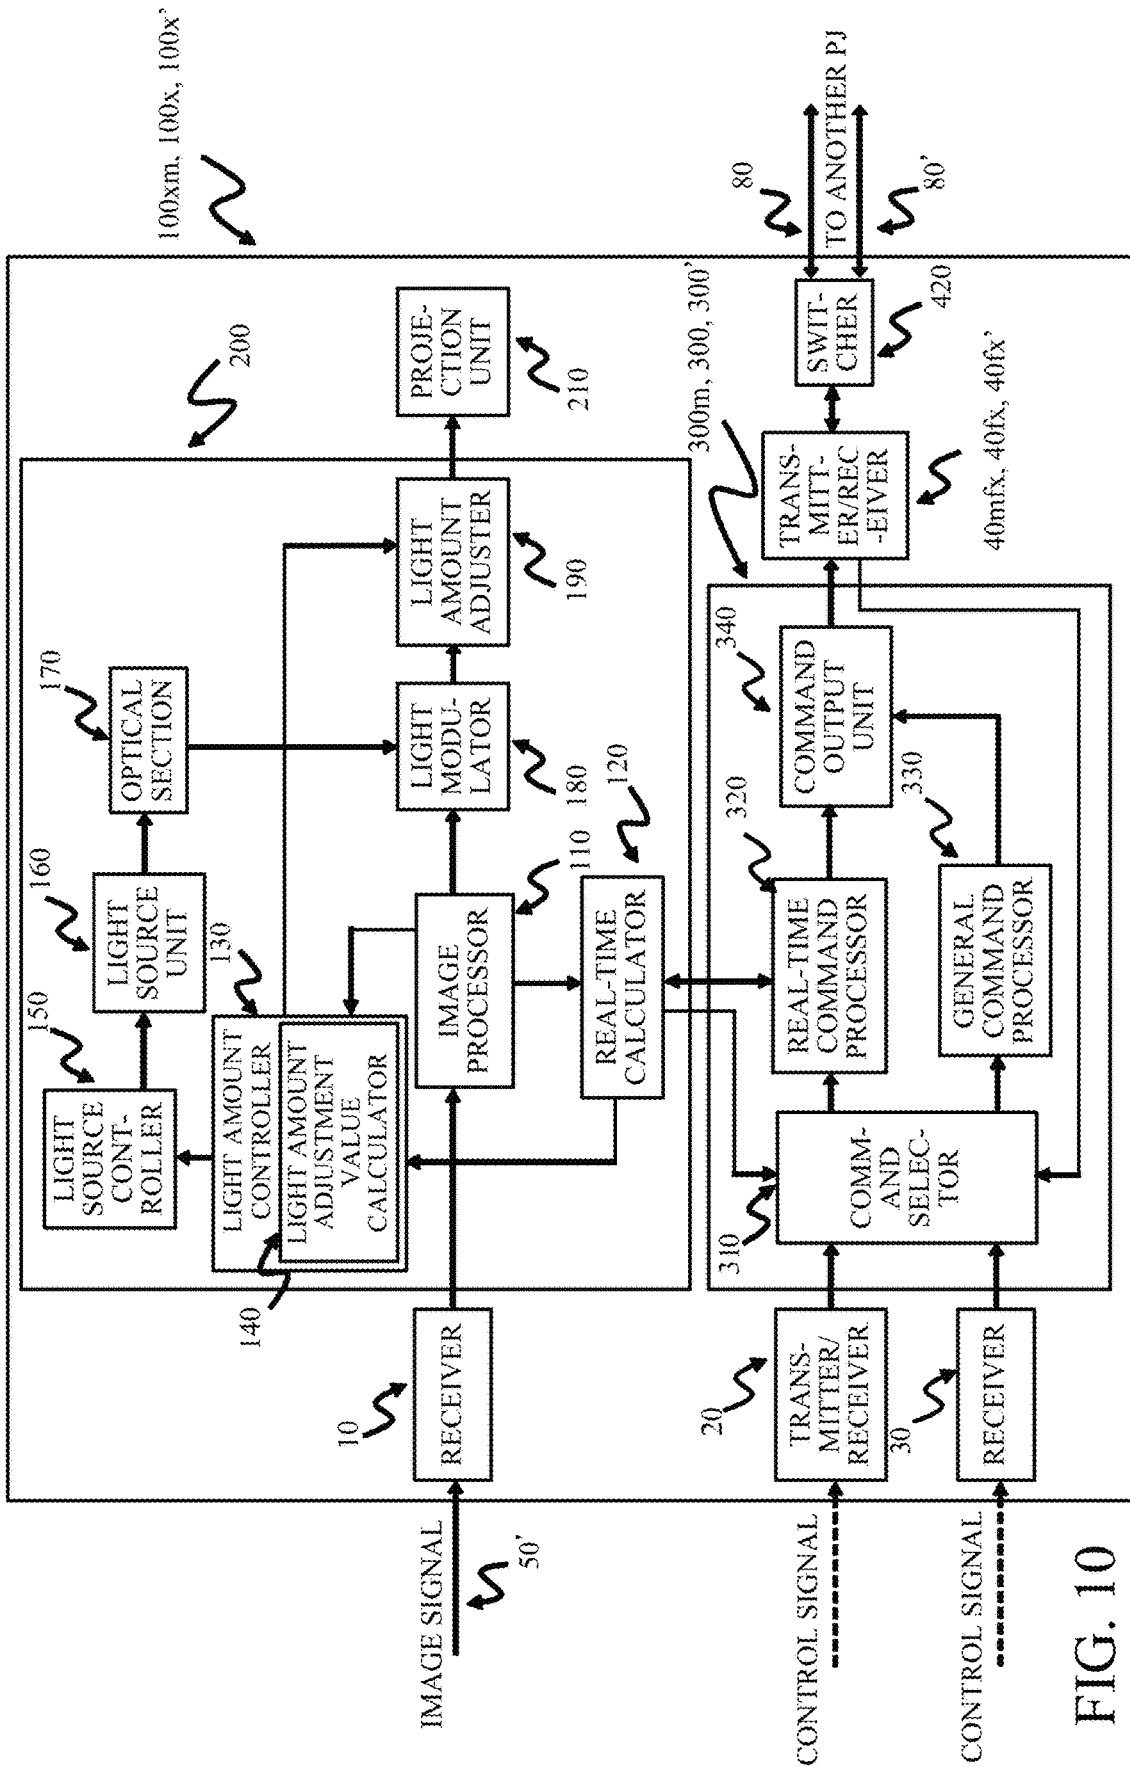 100xm, 100x, 100x'
200
150
160
170
LIGHT
SOURCE
CONT-
ROLLER
LIGHT
SOURCE
UNIT
OPTICAL
SECTION
130
LIGHT AMOUNT
CONTROLLER
LIGHT AMOUNT
ADJUSTMENT
VALUE
CALCULATOR
140
10
RECEIVER
IMAGE
PROCESSOR
110
LIGHT
MODU-
LATOR
180
LIGHT
AMOUNT
ADJUSTER
190
PROJE-
CTION
UNIT
210
IMAGE SIGNAL
50'
REAL-TIME
CALCULATOR
120
300m, 300, 300'
20
TRANS-
MITTER/
RECEIVER
30
RECEIVER
CONTROL SIGNAL
CONTROL SIGNAL
310
COMM-
AND
SELEC-
TOR
320
REAL-TIME
COMMAND
PROCESSOR
330
GENERAL
COMMAND
PROCESSOR
340
COMMAND
OUTPUT
UNIT
TRANS-
MITT-
ER/REC
-EIVER
40mfx, 40fx, 40fx'
SWIT-
CHER
420
80
TO ANOTHER PJ
80'
FIG. 10